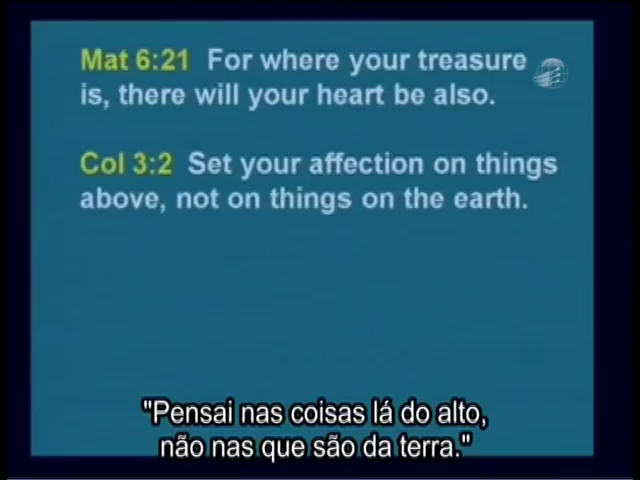 Mat 6:21 For where your treasure
is, there will your heart be also.
Col 3:2 Set your affection on things
above, not on things on the earth.
"Pensai nas coisas lá do alto,
não nas que são da terra."